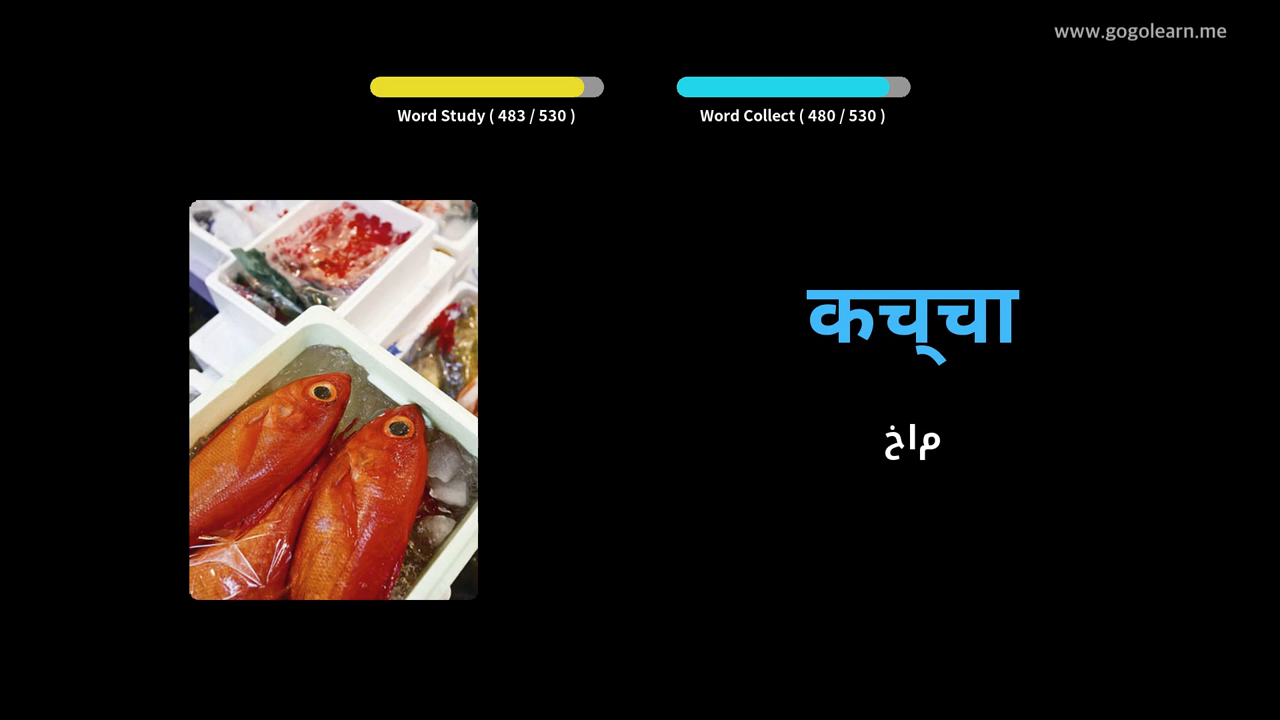 www.gogolearn.me
Word Study ( 483 / 530 )
Word Collect ( 480 / 530 )
कच्चा
خام